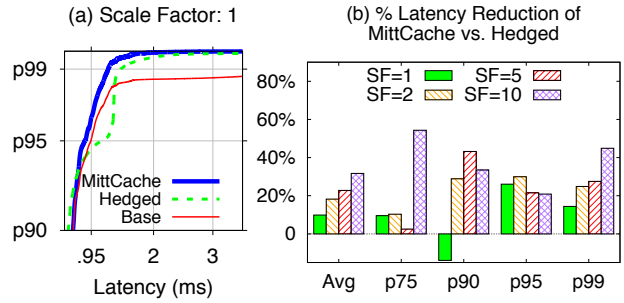 (a) Scale Factor: 1
p99
p95
p90
MittCache
Hedged
Base
.95 2 3
Latency (ms)
(b) % Latency Reduction of
MittCache vs. Hedged
80%
60%
40%
20%
0
SF=1 SF=5
SF=2 SF=10
Avg p75 p90 p95 p99